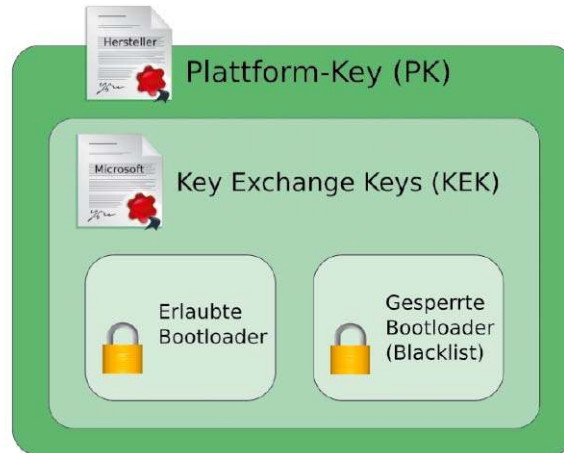 Hersteller
Plattform-Key (PK)
Microsoft
Key Exchange Keys (KEK)
Erlaubte
Bootloader
Gesperrte
Bootloader
(Blacklist)